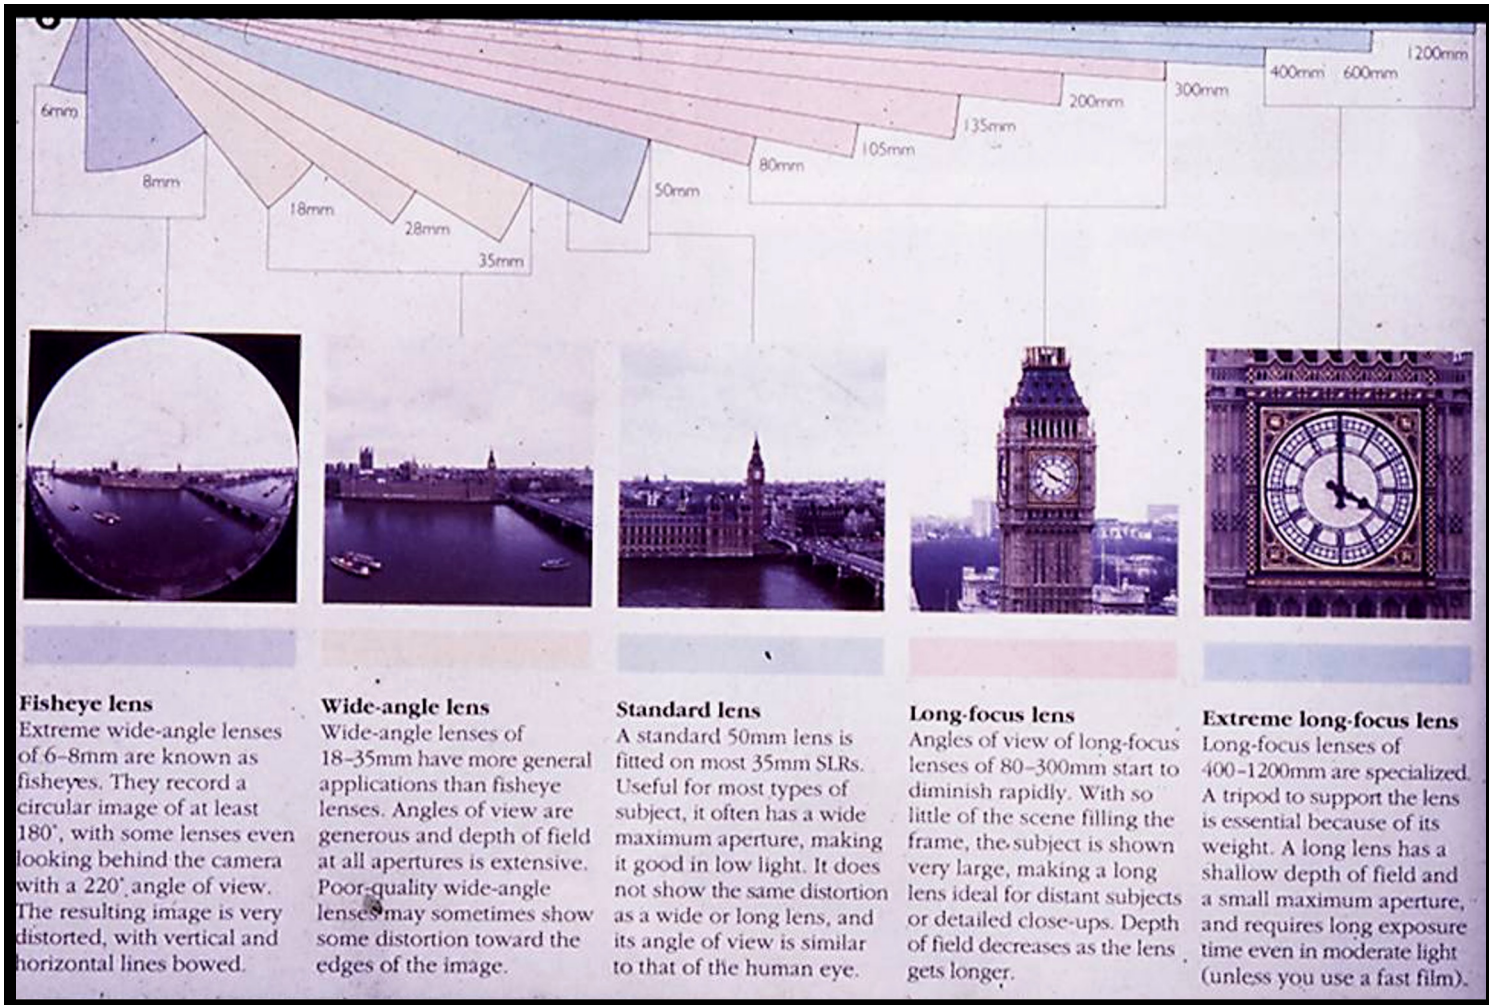 1200mm
400mm 600mm
300mm
200mm
135mm
105mm
80mm
50mm
6mm
8mm
18mm
28mm
35mm
Fisheye lens
Extreme wide-angle lenses
of 6–8mm are known as
fisheyes. They record a
circular image of at least
180°, with some lenses even
looking behind the camera
with a 220° angle of view.
The resulting image is very
distorted, with vertical and
horizontal lines bowed.
Wide-angle lens
Wide-angle lenses of
18–35mm have more general
applications than fisheye
lenses. Angles of view are
generous and depth of field
at all apertures is extensive.
Poor-quality wide-angle
lenses may sometimes show
some distortion toward the
edges of the image.
Standard lens
A standard 50mm lens is
fitted on most 35mm SLRs.
Useful for most types of
subject, it often has a wide
maximum aperture, making
it good in low light. It does
not show the same distortion
as a wide or long lens, and
its angle of view is similar
to that of the human eye.
Long-focus lens
Angles of view of long-focus
lenses of 80–300mm start to
diminish rapidly. With so
little of the scene filling the
frame, the subject is shown
very large, making a long
lens ideal for distant subjects
or detailed close-ups. Depth
of field decreases as the lens
gets longer.
Extreme long-focus lens
Long-focus lenses of
400–1200mm are specialized.
A tripod to support the lens
is essential because of its
weight. A long lens has a
shallow depth of field and
a small maximum aperture,
and requires long exposure
time even in moderate light
(unless you use a fast film).